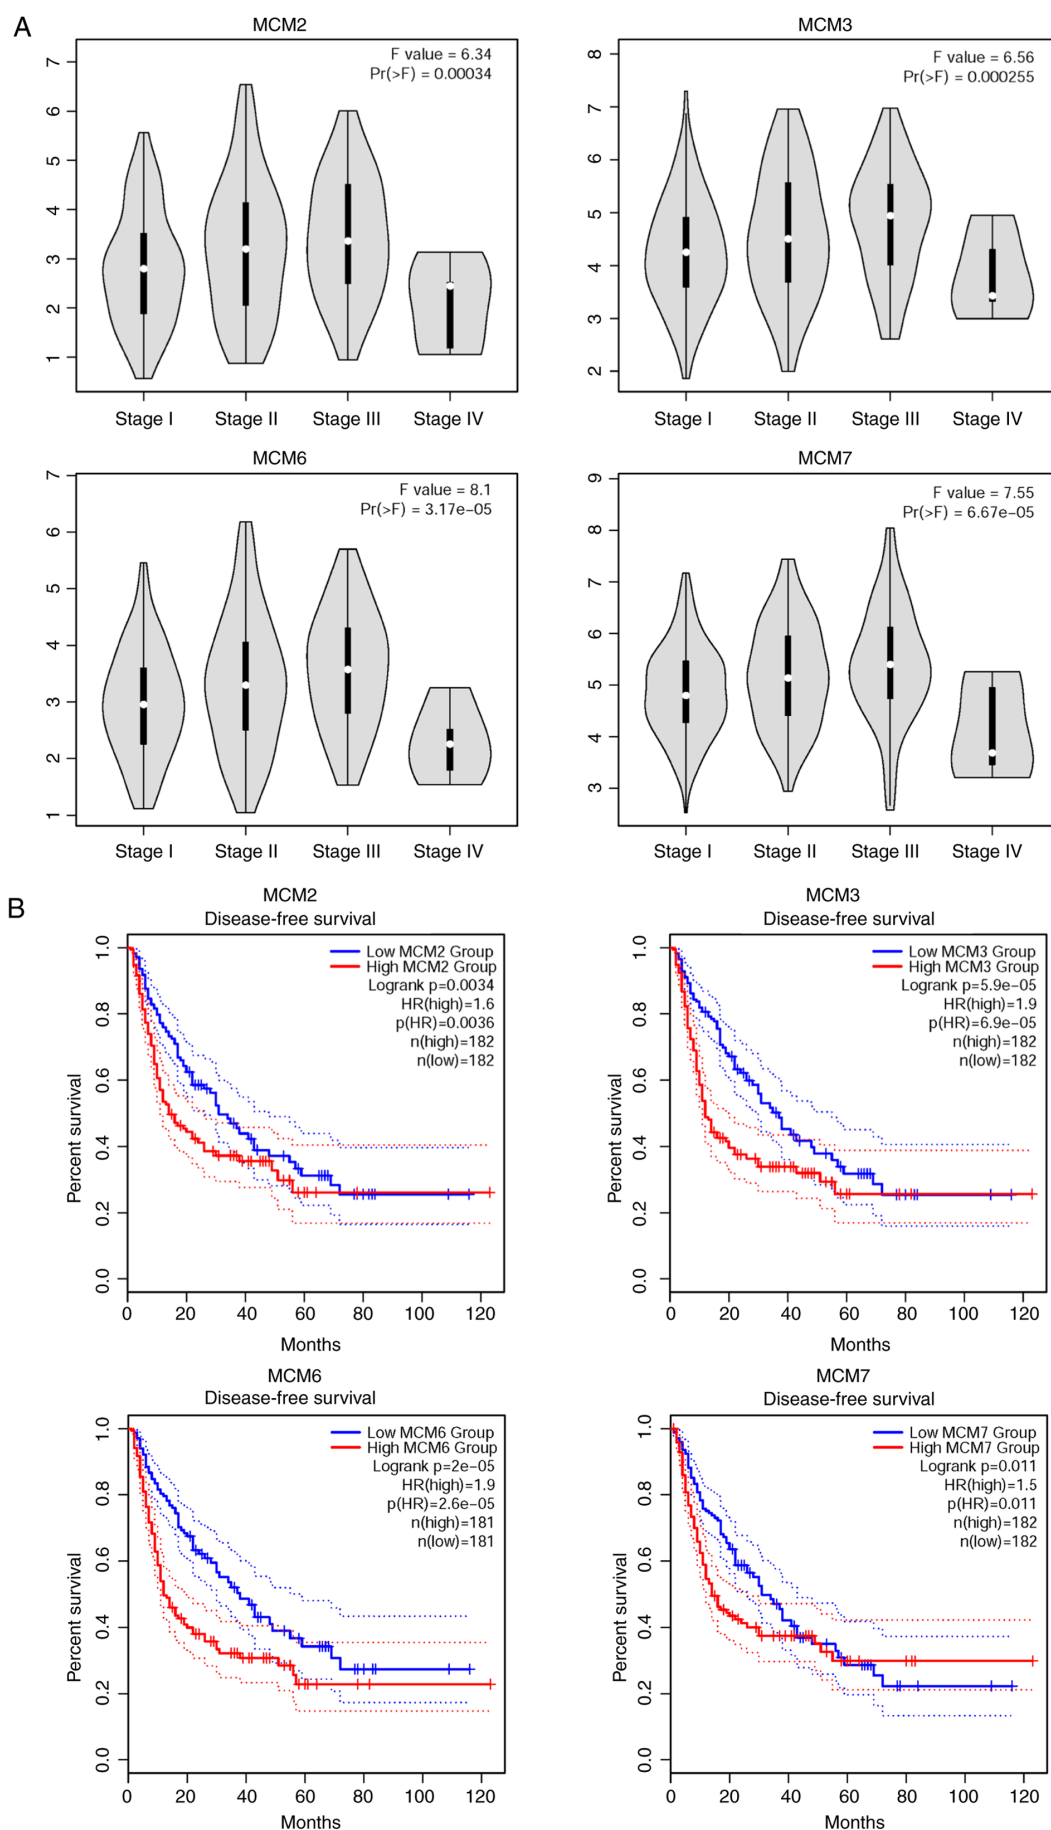 A
MCM2
F value = 6.34
Pr(>F) = 0.00034
7
6
5
4
3
2
1
Stage I
Stage II
Stage III
Stage IV
MCM3
F value = 6.56
Pr(>F) = 0.000255
8
7
6
5
4
3
2
Stage I
Stage II
Stage III
Stage IV
MCM6
F value = 8.1
Pr(>F) = 3.17e−05
7
6
5
4
3
2
1
Stage I
Stage II
Stage III
Stage IV
MCM7
F value = 7.55
Pr(>F) = 6.67e−05
9
8
7
6
5
4
3
Stage I
Stage II
Stage III
Stage IV
B
MCM2
Disease-free survival
Low MCM2 Group
High MCM2 Group
Logrank p=0.0034
HR(high)=1.6
p(HR)=0.0036
n(high)=182
n(low)=182
Percent survival
1.0
0.8
0.6
0.4
0.2
0.0
0 20 40 60 80 100 120
Months
MCM3
Disease-free survival
Low MCM3 Group
High MCM3 Group
Logrank p=5.9e−05
HR(high)=1.9
p(HR)=6.9e−05
n(high)=182
n(low)=182
Percent survival
1.0
0.8
0.6
0.4
0.2
0.0
0 20 40 60 80 100 120
Months
MCM6
Disease-free survival
Low MCM6 Group
High MCM6 Group
Logrank p=2e−05
HR(high)=1.9
p(HR)=2.6e−05
n(high)=181
n(low)=181
Percent survival
1.0
0.8
0.6
0.4
0.2
0.0
0 20 40 60 80 100 120
Months
MCM7
Disease-free survival
Low MCM7 Group
High MCM7 Group
Logrank p=0.011
HR(high)=1.5
p(HR)=0.011
n(high)=182
n(low)=182
Percent survival
1.0
0.8
0.6
0.4
0.2
0.0
0 20 40 60 80 100 120
Months